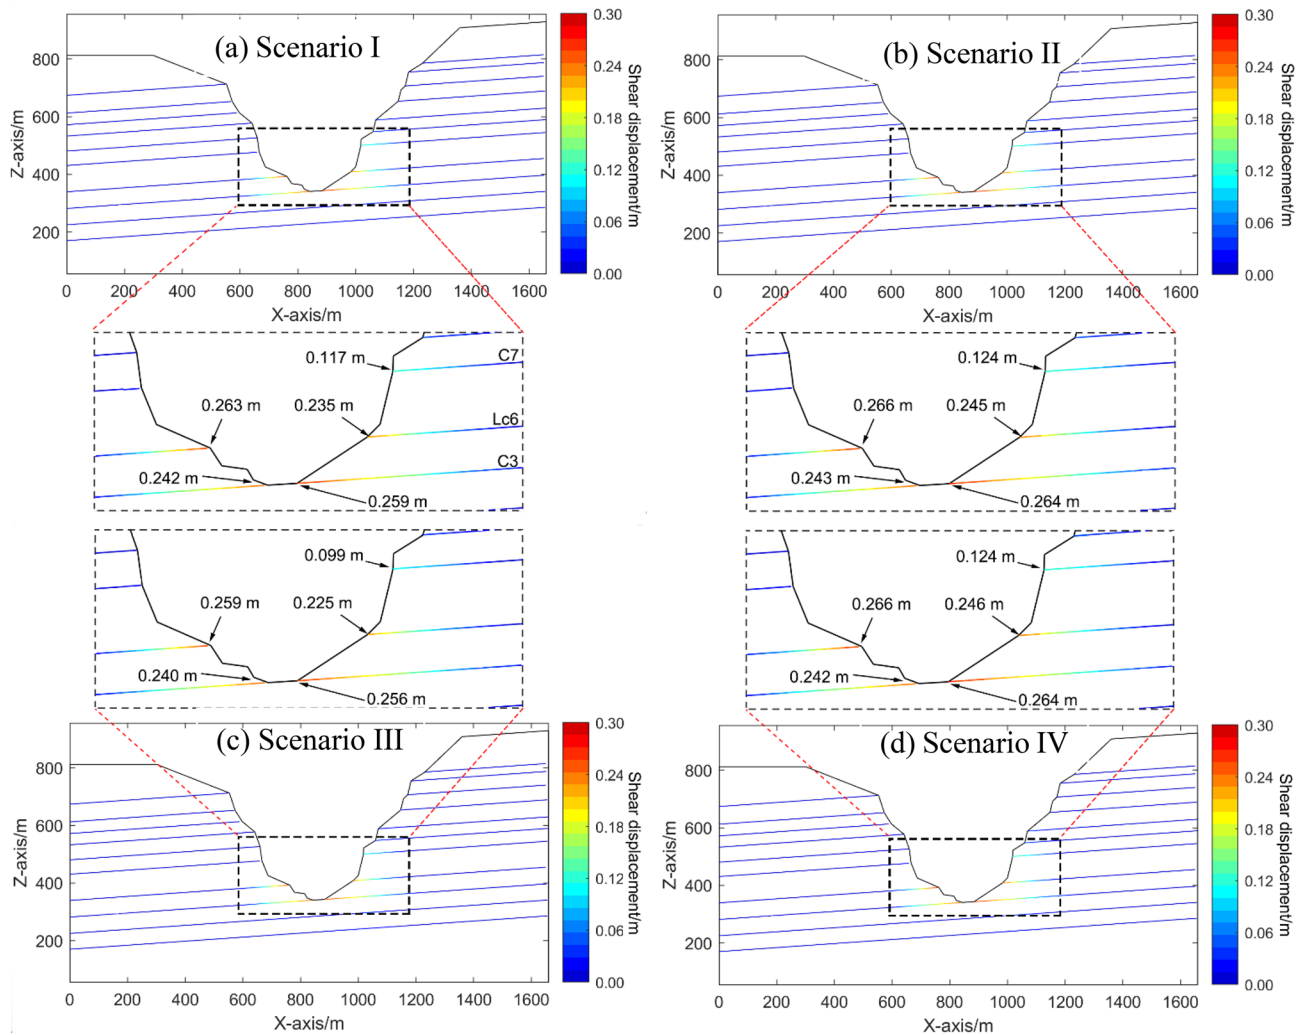 (a) Scenario I
800
600
400
200
Z-axis/m
0 200 400 600 800 1000 1200 1400 1600
X-axis/m
0.30
0.24
0.18
0.12
0.06
0.00
Shear displacement/m
(b) Scenario II
800
600
400
200
Z-axis/m
0 200 400 600 800 1000 1200 1400 1600
X-axis/m
0.30
0.24
0.18
0.12
0.06
0.00
Shear displacement/m
0.117 m
C7
0.263 m
0.235 m
Lc6
C3
0.242 m
0.259 m
0.124 m
0.266 m
0.245 m
0.243 m
0.264 m
0.099 m
0.259 m
0.225 m
0.240 m
0.256 m
0.124 m
0.266 m
0.246 m
0.242 m
0.264 m
(c) Scenario III
800
600
400
200
Z-axis/m
0 200 400 600 800 1000 1200 1400 1600
X-axis/m
0.30
0.24
0.18
0.12
0.06
0.00
Shear displacement/m
(d) Scenario IV
800
600
400
200
Z-axis/m
0 200 400 600 800 1000 1200 1400 1600
X-axis/m
0.30
0.24
0.18
0.12
0.06
0.00
Shear displacement/m